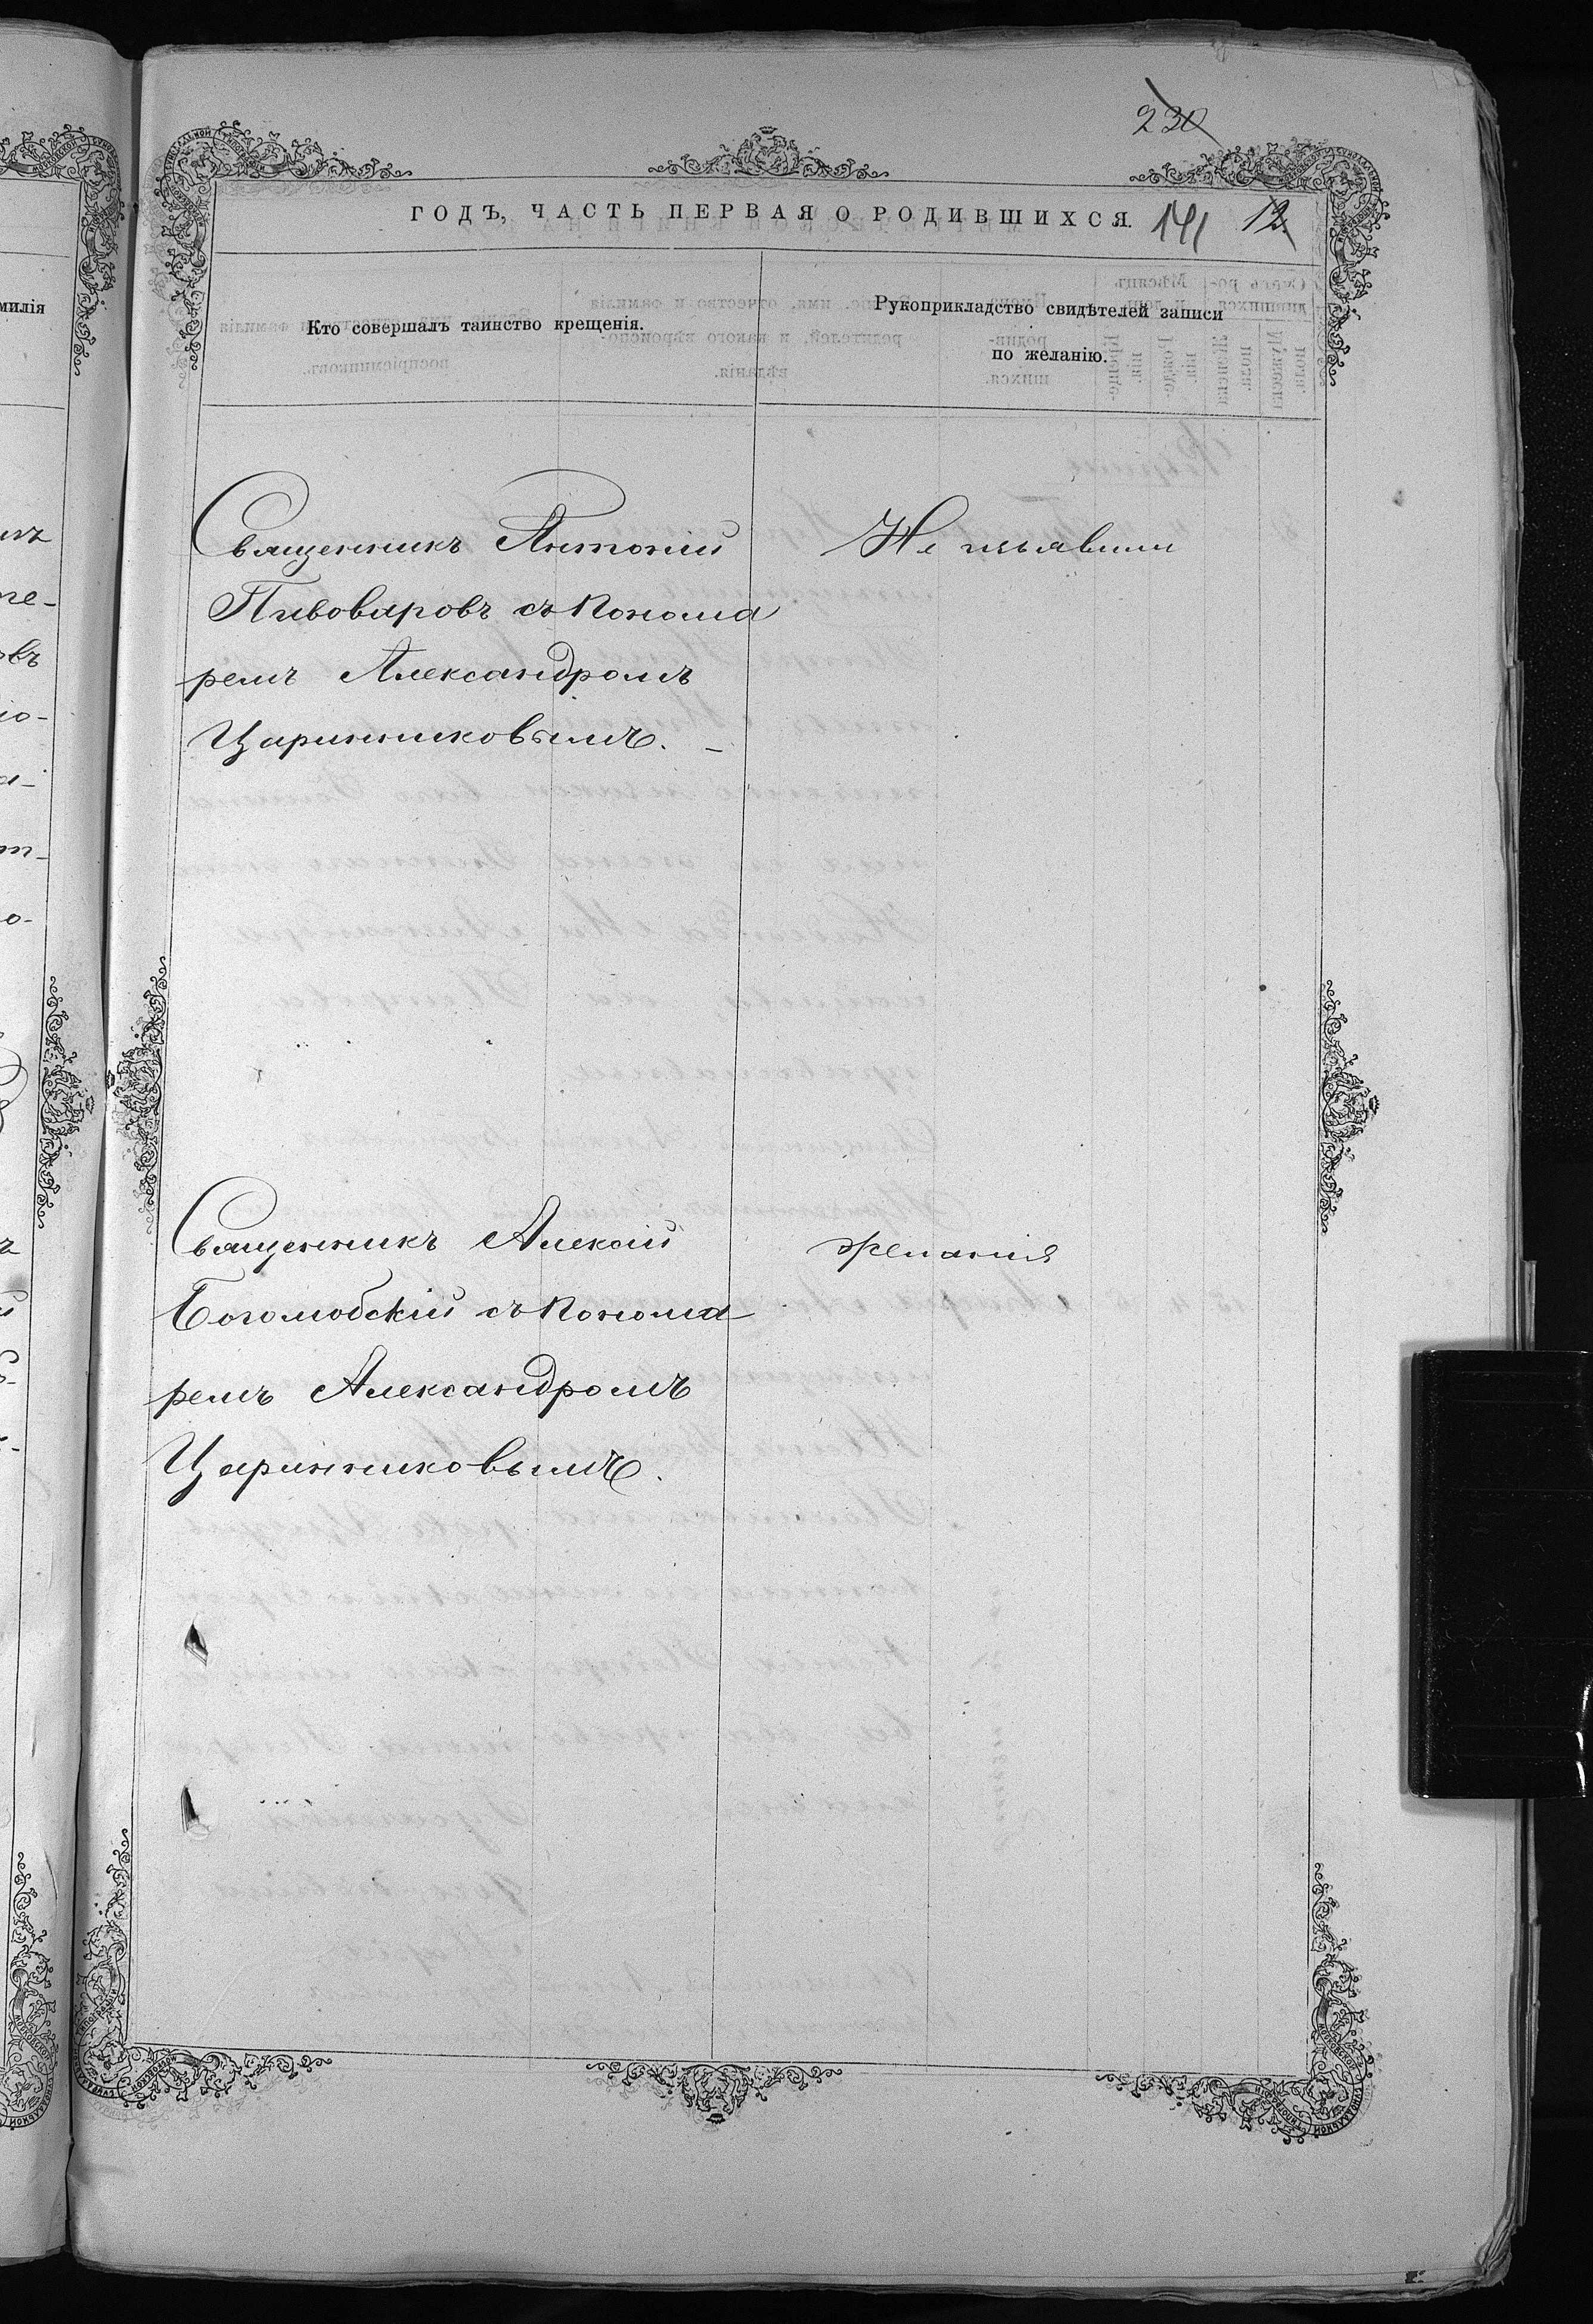 230
ГОДЪ, ЧАСТЬ ПЕРВАЯ О РОДИВШИХСЯ. 141 12
милія
Кто совершалъ таинство крещенія.
Рукоприкладство свидѣтелей записи
по желанію.
Священникъ Антоній
Пивоваровъ съ Понома
ремъ Александромъ
Царинниковымъ. –
Не изъявили
Священникъ Алексій
Боголюбскій съ Понома
ремъ Александромъ
Царинниковымъ.
желанія